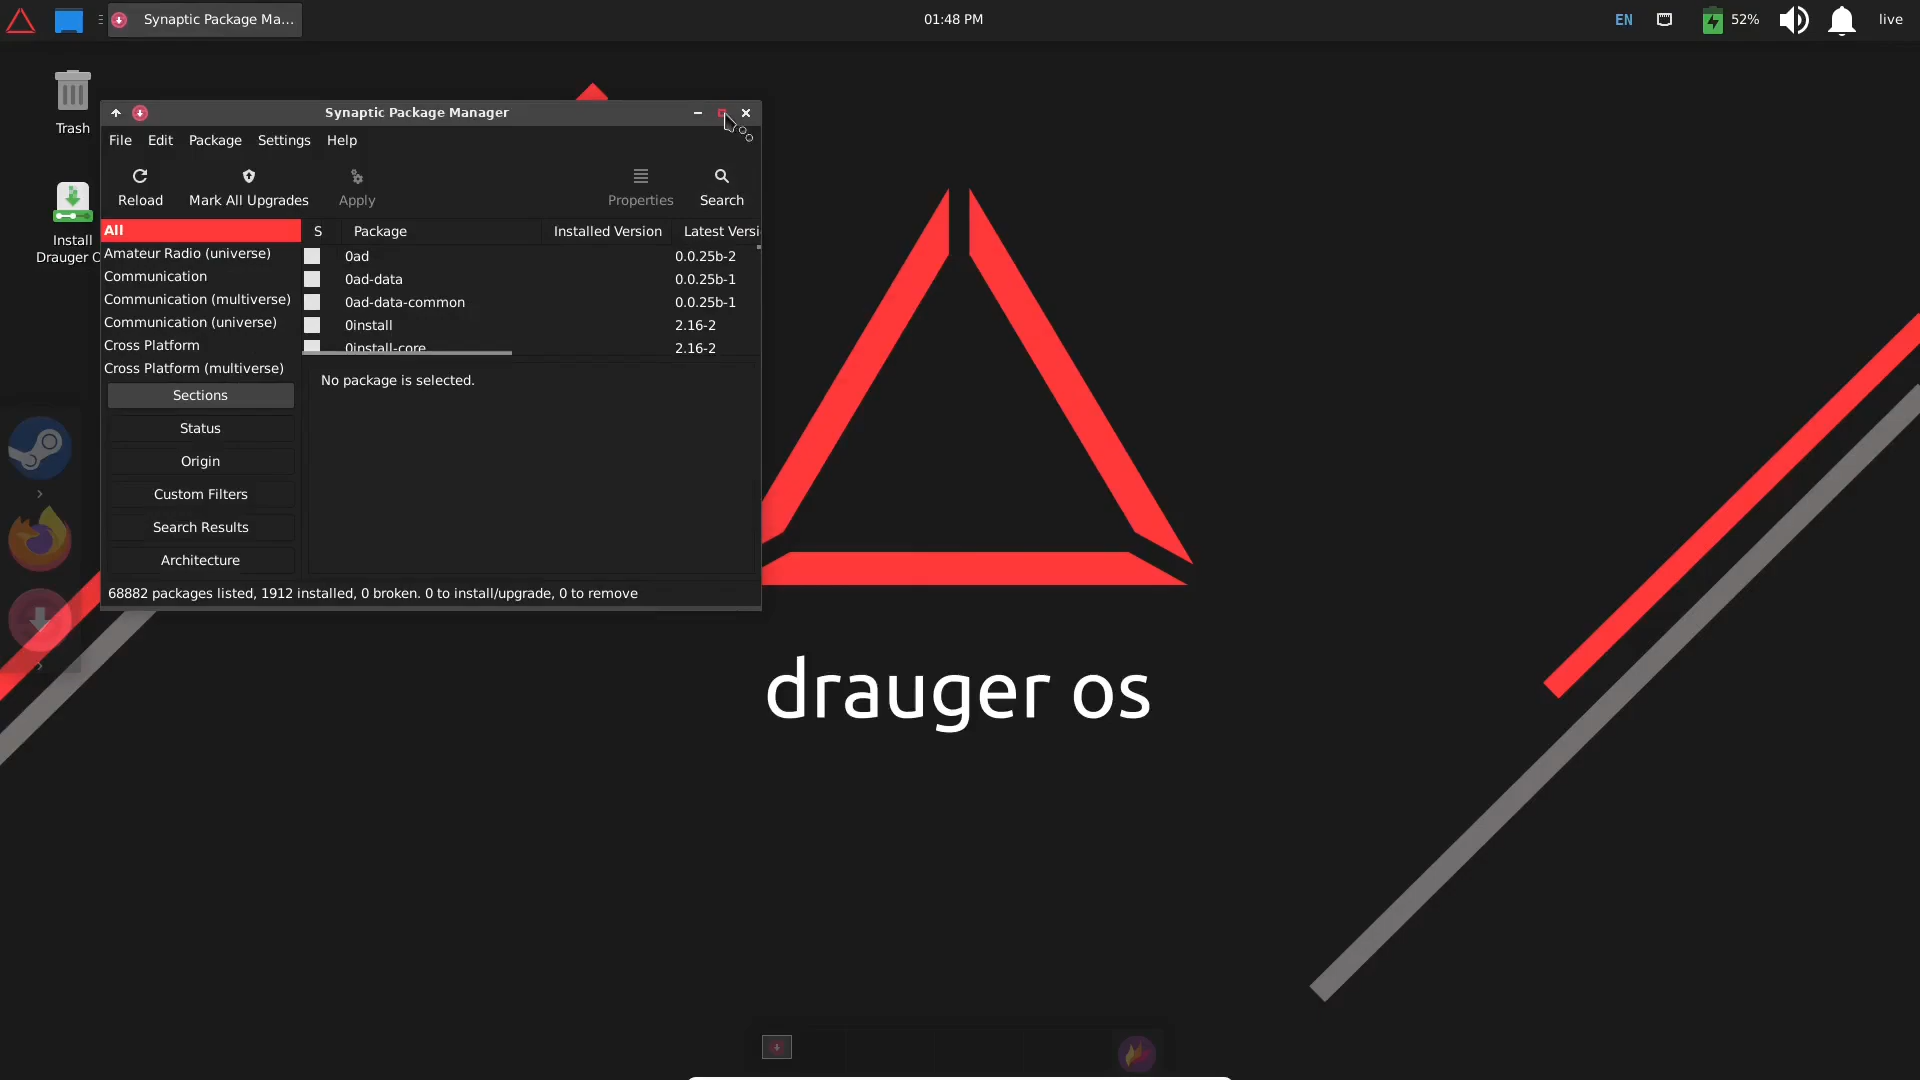 Synaptic Package Ma...
01:48 PM
EN
52%
live
Trash
Install
Drauger O
Synaptic Package Manager
File Edit Package Settings Help
Reload Mark All Upgrades Apply Properties Search
All
Amateur Radio (universe)
Communication
Communication (multiverse)
Communication (universe)
Cross Platform
Cross Platform (multiverse)
S Package Installed Version Latest Versi
0ad 0.0.25b-2
0ad-data 0.0.25b-1
0ad-data-common 0.0.25b-1
0install 2.16-2
0install-core 2.16-2
Sections
Status
Origin
Custom Filters
Search Results
Architecture
No package is selected.
68882 packages listed, 1912 installed, 0 broken. 0 to install/upgrade, 0 to remove
drauger os